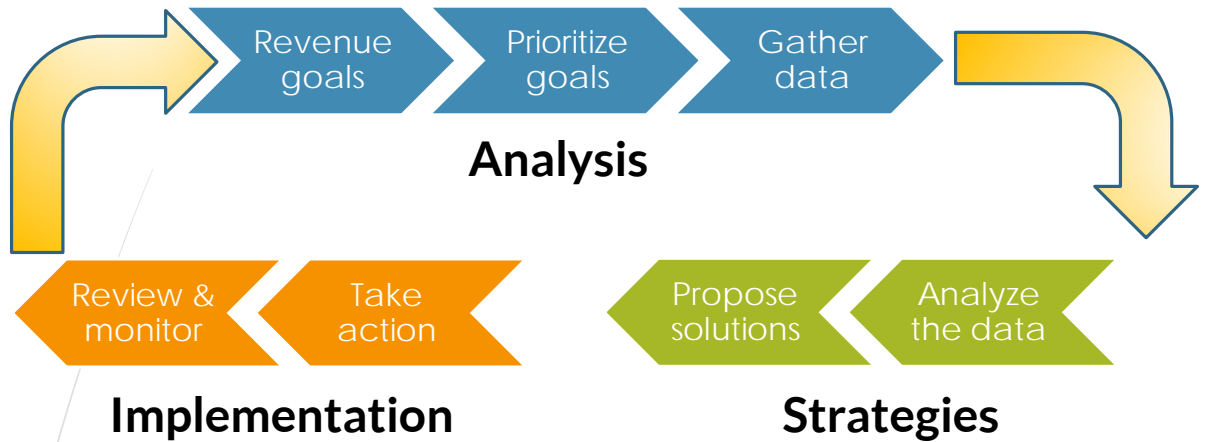 Revenue
goals
Prioritize
goals
Gather
data
Analysis
Review &
monitor
Take
action
Propose
solutions
Analyze
the data
Implementation
Strategies